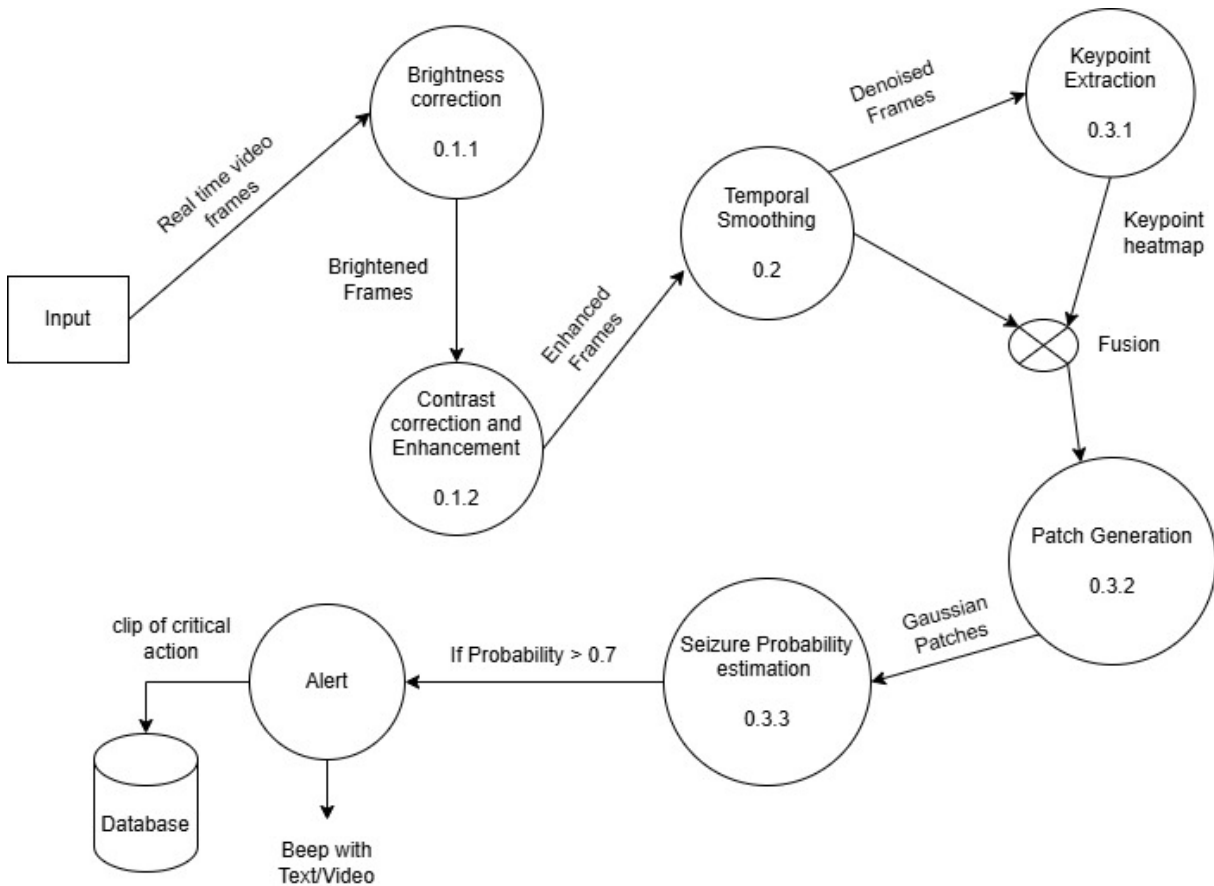 Input
Real time video
frames
Brightness
correction
0.1.1
Brightened
Frames
Contrast
correction and
Enhancement
0.1.2
Enhanced
Frames
Temporal
Smoothing
0.2
Denoised
Frames
Keypoint
Extraction
0.3.1
Keypoint
heatmap
Fusion
Patch Generation
0.3.2
Gaussian
Patches
Seizure Probability
estimation
0.3.3
If Probability > 0.7
Alert
clip of critical
action
Database
Beep with
Text/Video